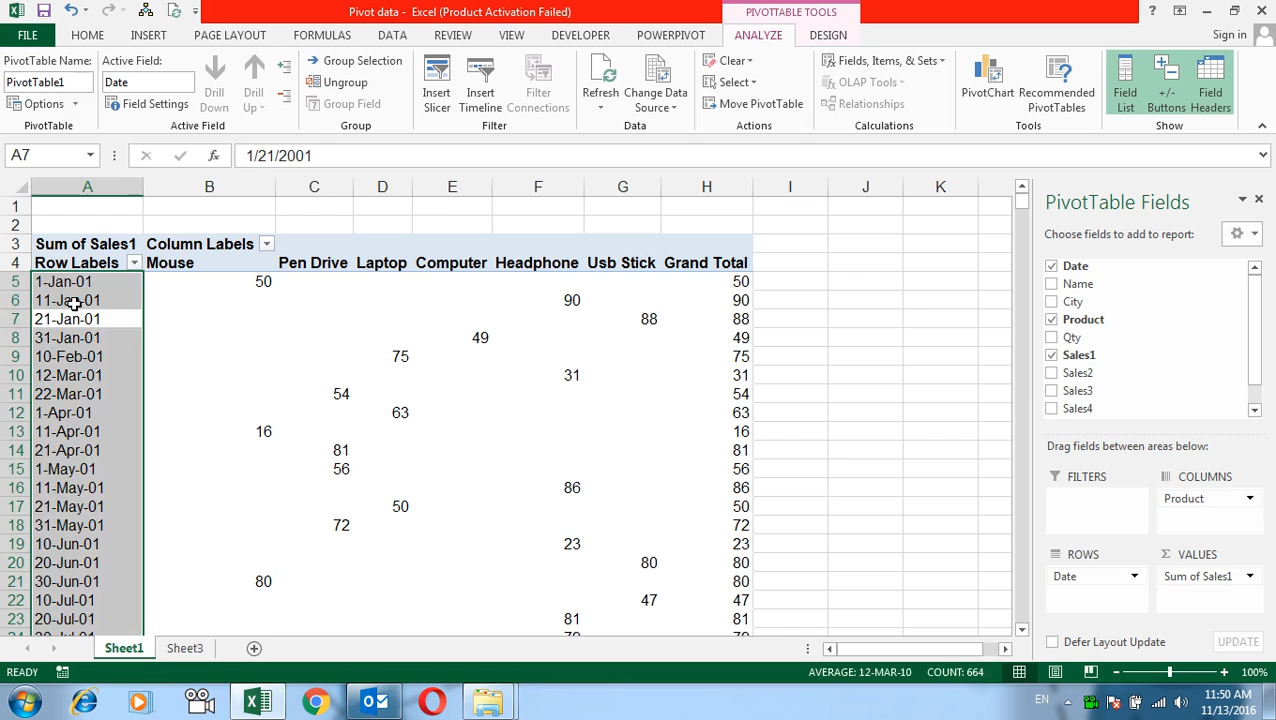 Pivot data - Excel (Product Activation Failed)
PIVOTTABLE TOOLS
FILE HOME INSERT PAGE LAYOUT FORMULAS DATA REVIEW VIEW DEVELOPER POWERPIVOT ANALYZE DESIGN Sign in
PivotTable Name:
PivotTable1
Options
PivotTable
Active Field:
Date
Field Settings
Drill Down
Drill Up
Active Field
Group Selection
Ungroup
Group Field
Group
Insert Slicer
Insert Timeline
Filter Connections
Filter
Refresh
Change Data Source
Data
Clear
Select
Move PivotTable
Actions
Fields, Items, & Sets
OLAP Tools
Relationships
Calculations
PivotChart
Recommended PivotTables
Tools
Field List
+/- Buttons
Field Headers
Show
A7 fx 1/21/2001
A B C D E F G H I J K
1
2
3 Sum of Sales1 Column Labels
4 Row Labels Mouse Pen Drive Laptop Computer Headphone Usb Stick Grand Total
5 1-Jan-01 50 50
6 11-Jan-01 90 90
7 21-Jan-01 88 88
8 31-Jan-01 49 49
9 10-Feb-01 75 75
10 12-Mar-01 31 31
11 22-Mar-01 54 54
12 1-Apr-01 63 63
13 11-Apr-01 16 16
14 21-Apr-01 81 81
15 1-May-01 56 56
16 11-May-01 86 86
17 21-May-01 50 50
18 31-May-01 72 72
19 10-Jun-01 23 23
20 20-Jun-01 80 80
21 30-Jun-01 80 80
22 10-Jul-01 47 47
23 20-Jul-01 81 81
PivotTable Fields
Choose fields to add to report:
Date
Name
City
Product
Qty
Sales1
Sales2
Sales3
Sales4
Drag fields between areas below:
FILTERS
COLUMNS
Product
ROWS
Date
Σ VALUES
Sum of Sales1
Defer Layout Update UPDATE
Sheet1 Sheet3
READY AVERAGE: 12-MAR-10 COUNT: 664 100%
EN
11:50 AM
11/13/2016